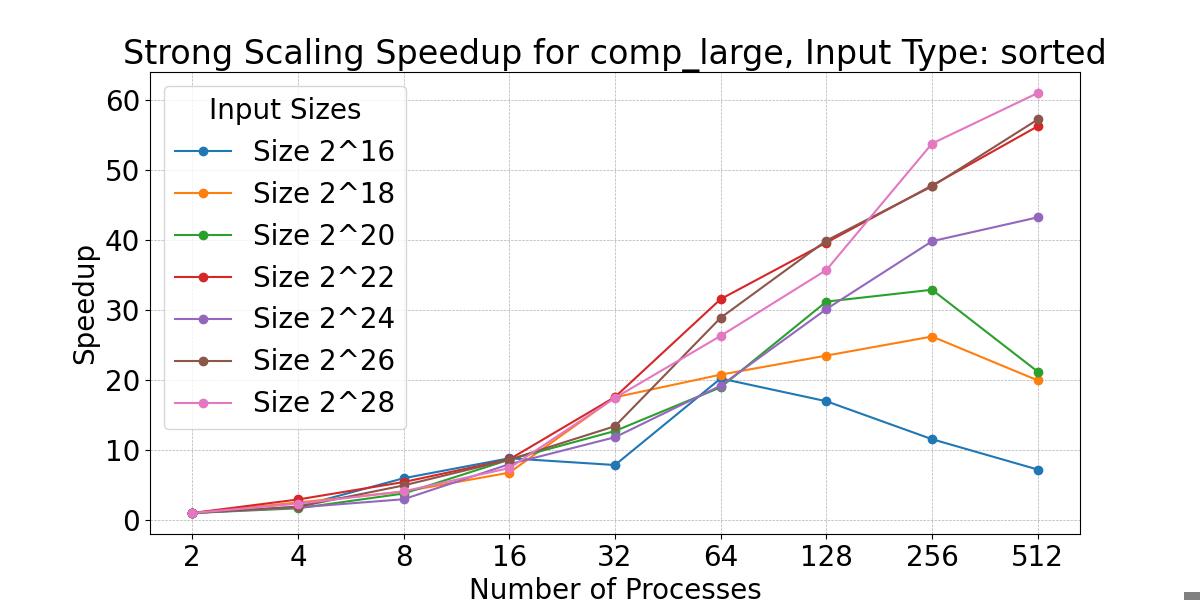 Strong Scaling Speedup for comp_large, Input Type: sorted
Speedup
60
50
40
30
20
10
0
Input Sizes
Size 2^16
Size 2^18
Size 2^20
Size 2^22
Size 2^24
Size 2^26
Size 2^28
2 4 8 16 32 64 128 256 512
Number of Processes